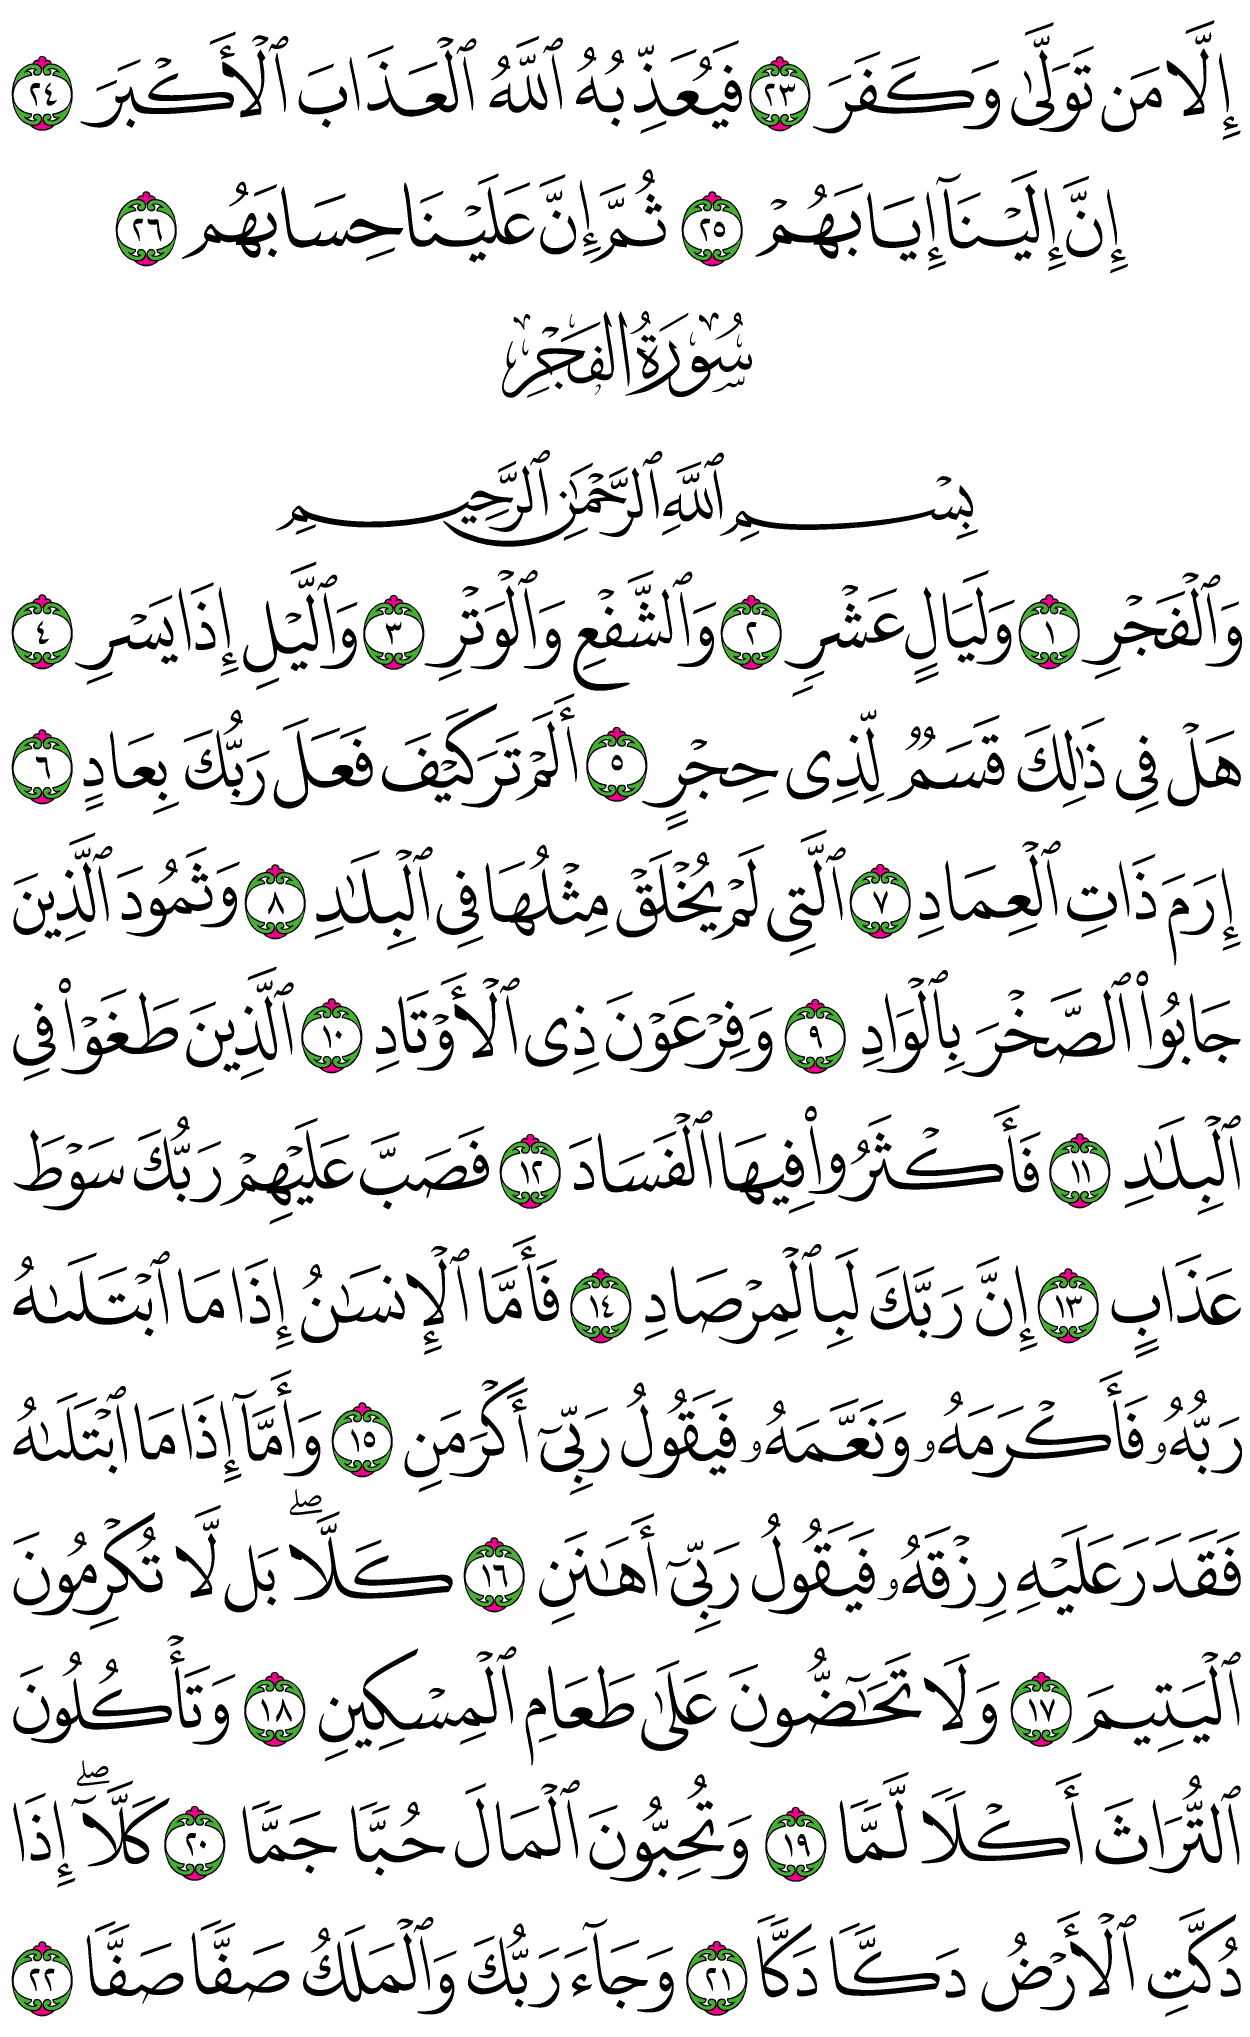 إِلَّا مَن تَوَلَّىٰ وَكَفَرَ ٢٣ فَيُعَذِّبُهُ ٱللَّهُ ٱلْعَذَابَ ٱلْأَكْبَرَ ٢٤
إِنَّ إِلَيْنَآ إِيَابَهُمْ ٢٥ ثُمَّ إِنَّ عَلَيْنَا حِسَابَهُم ٢٦
سُورَةُ الفَجْرِ
بِسْمِ ٱللَّهِ ٱلرَّحْمَٰنِ ٱلرَّحِيمِ
وَٱلْفَجْرِ ١ وَلَيَالٍ عَشْرٍ ٢ وَٱلشَّفْعِ وَٱلْوَتْرِ ٣ وَٱلَّيْلِ إِذَا يَسْرِ ٤
هَلْ فِى ذَٰلِكَ قَسَمٌ لِّذِى حِجْرٍ ٥ أَلَمْ تَرَ كَيْفَ فَعَلَ رَبُّكَ بِعَادٍ ٦
إِرَمَ ذَاتِ ٱلْعِمَادِ ٧ ٱلَّتِى لَمْ يُخْلَقْ مِثْلُهَا فِى ٱلْبِلَٰدِ ٨ وَثَمُودَ ٱلَّذِينَ
جَابُوا۟ ٱلصَّخْرَ بِٱلْوَادِ ٩ وَفِرْعَوْنَ ذِى ٱلْأَوْتَادِ ١٠ ٱلَّذِينَ طَغَوْا۟ فِى
ٱلْبِلَٰدِ ١١ فَأَكْثَرُوا۟ فِيهَا ٱلْفَسَادَ ١٢ فَصَبَّ عَلَيْهِمْ رَبُّكَ سَوْطَ
عَذَابٍ ١٣ إِنَّ رَبَّكَ لَبِٱلْمِرْصَادِ ١٤ فَأَمَّا ٱلْإِنسَٰنُ إِذَا مَا ٱبْتَلَىٰهُ
رَبُّهُۥ فَأَكْرَمَهُۥ وَنَعَّمَهُۥ فَيَقُولُ رَبِّىٓ أَكْرَمَنِ ١٥ وَأَمَّآ إِذَا مَا ٱبْتَلَىٰهُ
فَقَدَرَ عَلَيْهِ رِزْقَهُۥ فَيَقُولُ رَبِّىٓ أَهَٰنَنِ ١٦ كَلَّا ۖ بَل لَّا تُكْرِمُونَ
ٱلْيَتِيمَ ١٧ وَلَا تَحَٰٓضُّونَ عَلَىٰ طَعَامِ ٱلْمِسْكِينِ ١٨ وَتَأْكُلُونَ
ٱلتُّرَاثَ أَكْلًا لَّمًّا ١٩ وَتُحِبُّونَ ٱلْمَالَ حُبًّا جَمًّا ٢٠ كَلَّآ ۖ إِذَا
دُكَّتِ ٱلْأَرْضُ دَكًّا دَكًّا ٢١ وَجَآءَ رَبُّكَ وَٱلْمَلَكُ صَفًّا صَفًّا ٢٢